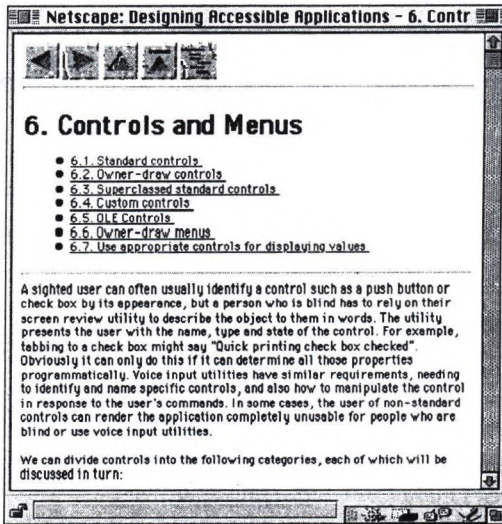 Netscape: Designing Accessible Applications - 6. Contr
6. Controls and Menus
6.1. Standard controls
6.2. Owner-draw controls
6.3. Superclassed standard controls
6.4. Custom controls
6.5. OLE Controls
6.6. Owner-draw menus
6.7. Use appropriate controls for displaying values
A sighted user can often usually identify a control such as a push button or
check box by its appearance, but a person who is blind has to rely on their
screen review utility to describe the object to them in words. The utility
presents the user with the name, type and state of the control. For example,
tabbing to a check box might say "Quick printing check box checked".
Obviously it can only do this if it can determine all those properties
programmatically. Voice input utilities have similar requirements, needing
to identify and name specific controls, and also how to manipulate the control
in response to the user's commands. In some cases, the user of non-standard
controls can render the application completely unusable for people who are
blind or use voice input utilities.
We can divide controls into the following categories, each of which will be
discussed in turn: